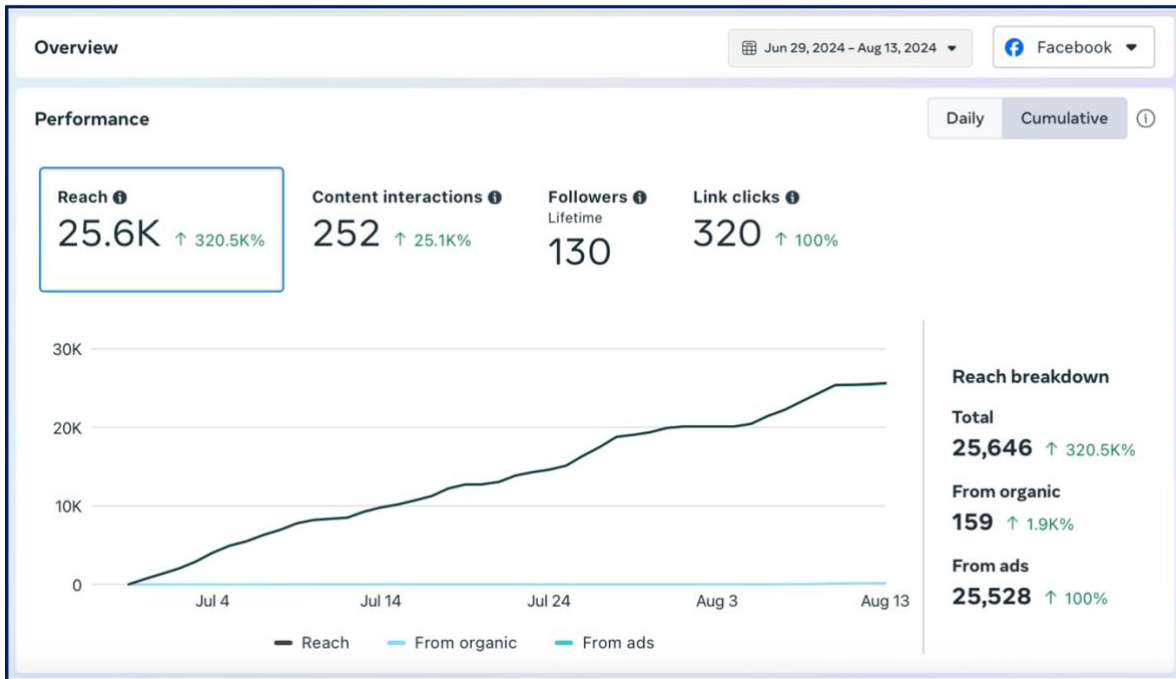 Overview
Jun 29, 2024 – Aug 13, 2024
Facebook
Performance
Daily
Cumulative
Reach
25.6K ↑ 320.5K%
Content interactions
252 ↑ 25.1K%
Followers
Lifetime
130
Link clicks
320 ↑ 100%
30K
20K
10K
0
Jul 4
Jul 14
Jul 24
Aug 3
Aug 13
Reach
From organic
From ads
Reach breakdown
Total
25,646 ↑ 320.5K%
From organic
159 ↑ 1.9K%
From ads
25,528 ↑ 100%